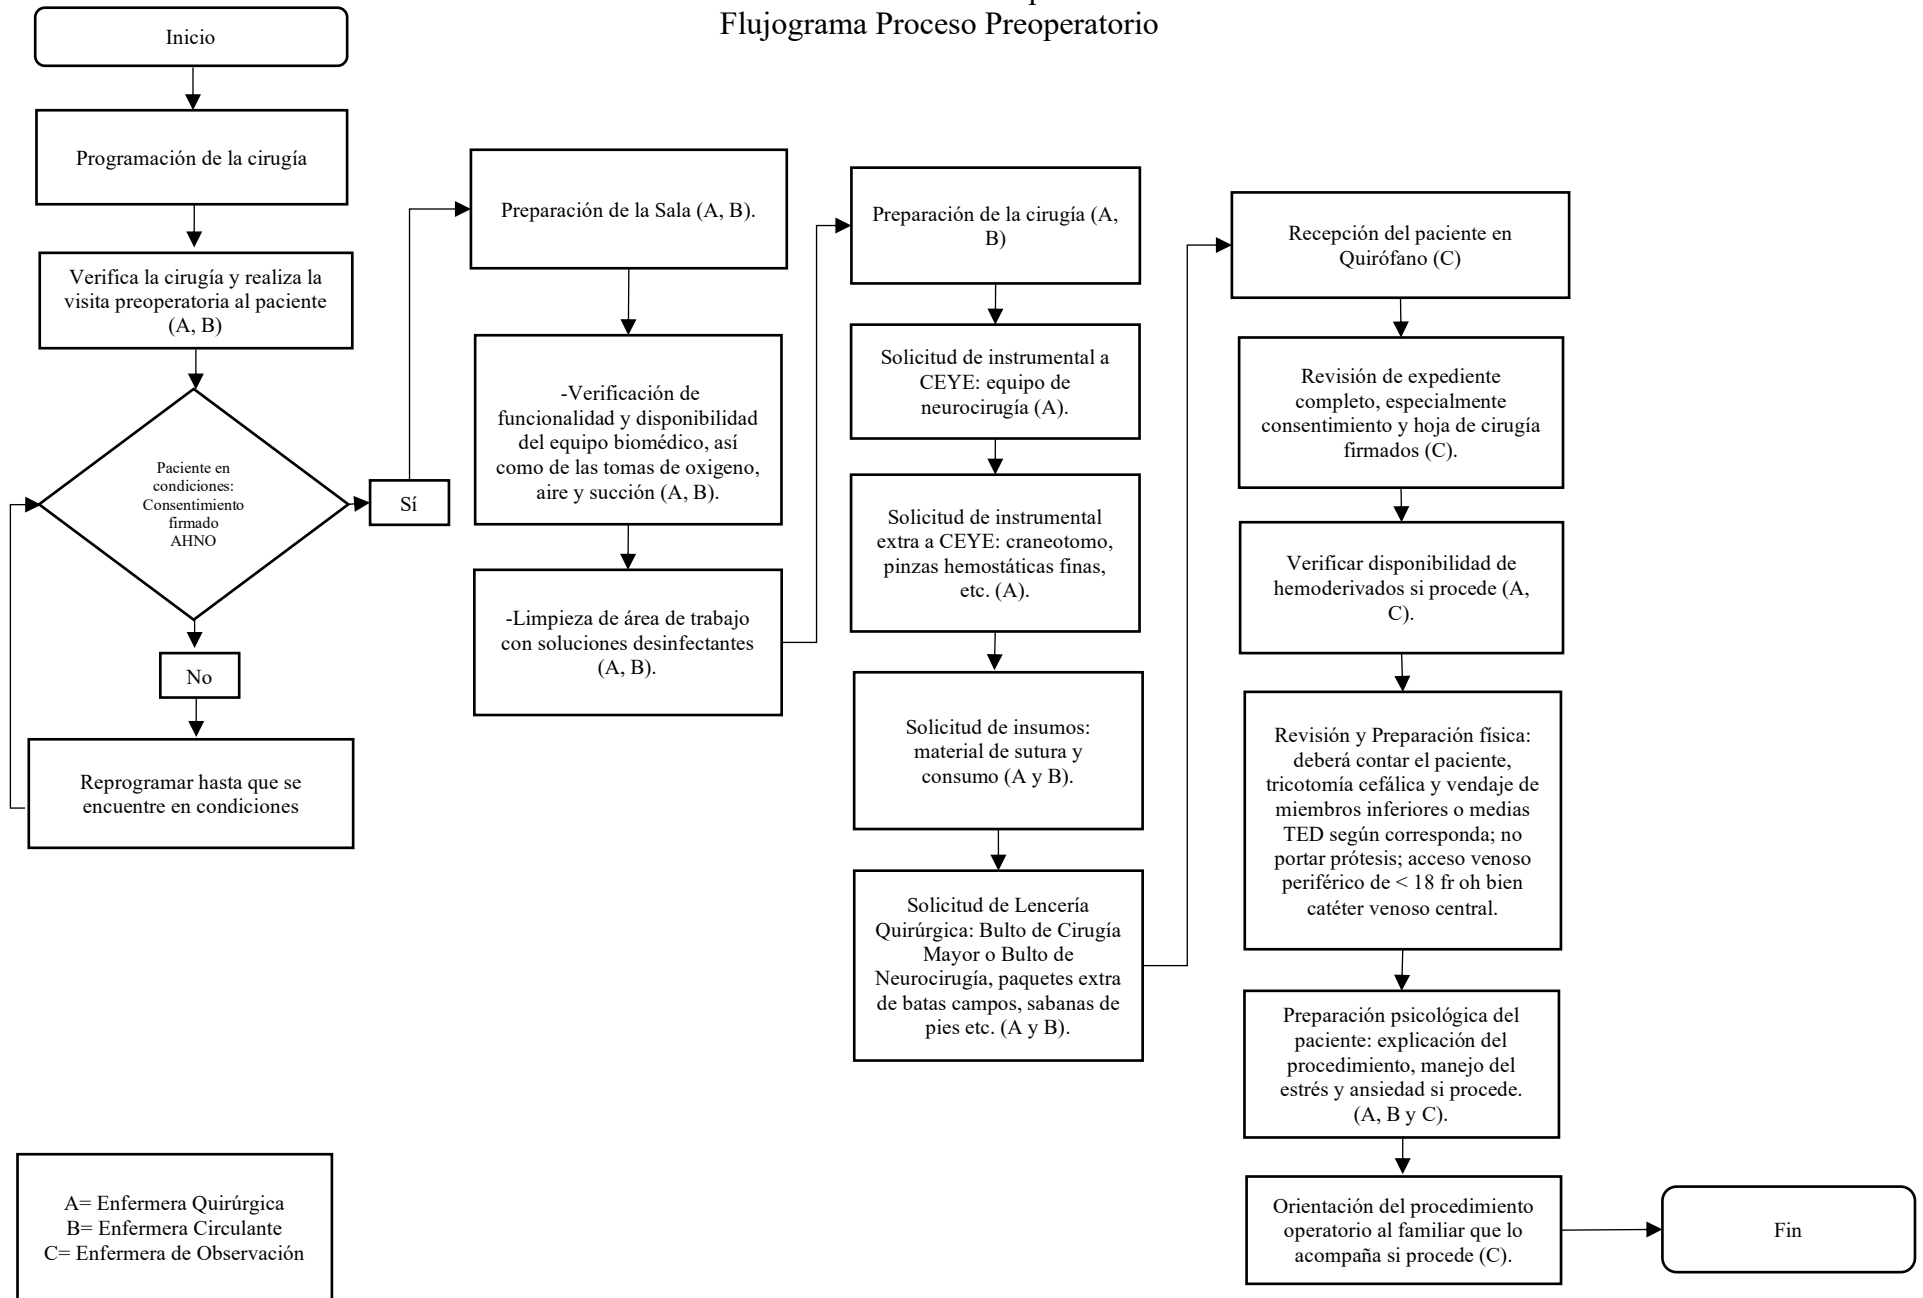 Flujograma Proceso Preoperatorio
Inicio
Programación de la cirugía
Verifica la cirugía y realiza la
visita preoperatoria al paciente
(A, B)
Paciente en
condiciones:
Consentimiento
firmado
AHNO
Sí
No
Reprogramar hasta que se
encuentre en condiciones
Preparación de la Sala (A, B).
-Verificación de
funcionalidad y disponibilidad
del equipo biomédico, así
como de las tomas de oxigeno,
aire y succión (A, B).
-Limpieza de área de trabajo
con soluciones desinfectantes
(A, B).
Preparación de la cirugía (A,
B)
Solicitud de instrumental a
CEYE: equipo de
neurocirugía (A).
Solicitud de instrumental
extra a CEYE: craneotomo,
pinzas hemostáticas finas,
etc. (A).
Solicitud de insumos:
material de sutura y
consumo (A y B).
Solicitud de Lencería
Quirúrgica: Bulto de Cirugía
Mayor o Bulto de
Neurocirugía, paquetes extra
de batas campos, sabanas de
pies etc. (A y B).
Recepción del paciente en
Quirófano (C)
Revisión de expediente
completo, especialmente
consentimiento y hoja de cirugía
firmados (C).
Verificar disponibilidad de
hemoderivados si procede (A,
C).
Revisión y Preparación física:
deberá contar el paciente,
tricotomía cefálica y vendaje de
miembros inferiores o medias
TED según corresponda; no
portar prótesis; acceso venoso
periférico de < 18 fr oh bien
catéter venoso central.
Preparación psicológica del
paciente: explicación del
procedimiento, manejo del
estrés y ansiedad si procede.
(A, B y C).
Orientación del procedimiento
operatorio al familiar que lo
acompaña si procede (C).
Fin
A= Enfermera Quirúrgica
B= Enfermera Circulante
C= Enfermera de Observación